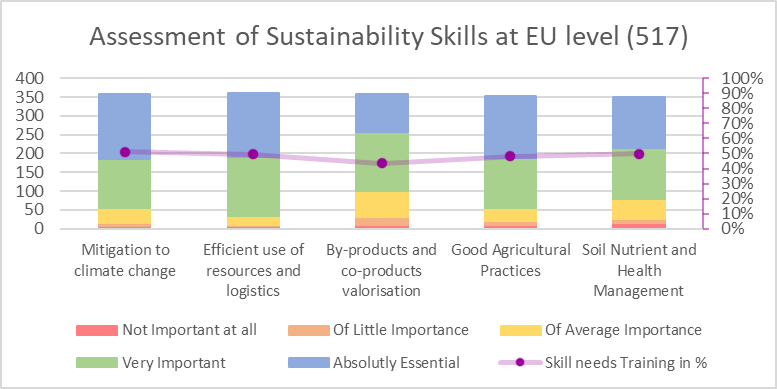 Assessment of Sustainability Skills at EU level (517)
400
350
300
250
200
150
100
50
0
100%
90%
80%
70%
60%
50%
40%
30%
20%
10%
0%
Mitigation to
climate change
Efficient use of
resources and
logistics
By-products and
co-products
valorisation
Good Agricultural
Practices
Soil Nutrient and
Health
Management
Not Important at all
Of Little Importance
Of Average Importance
Very Important
Absolutly Essential
Skill needs Training in %